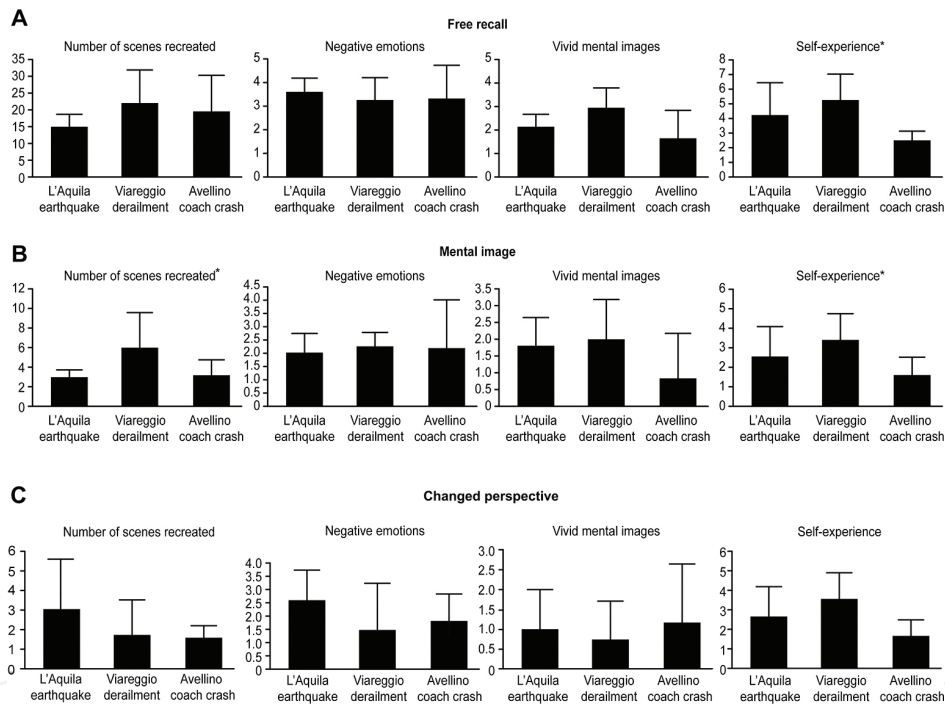 A
Free recall
Number of scenes recreated
Negative emotions
Vivid mental images
Self-experience*
35
30
25
20
15
10
5
0
5
4
3
2
1
0
5
4
3
2
1
0
8
7
6
5
4
3
2
1
0
L'Aquila earthquake
Viareggio derailment
Avellino coach crash
L'Aquila earthquake
Viareggio derailment
Avellino coach crash
L'Aquila earthquake
Viareggio derailment
Avellino coach crash
L'Aquila earthquake
Viareggio derailment
Avellino coach crash
B
Mental image
Number of scenes recreated*
Negative emotions
Vivid mental images
Self-experience*
12
10
8
6
4
2
0
4.5
4.0
3.5
3.0
2.5
2.0
1.5
1.0
0.5
0
3.5
3.0
2.5
2.0
1.5
1.0
0.5
0
6
5
4
3
2
1
0
L'Aquila earthquake
Viareggio derailment
Avellino coach crash
L'Aquila earthquake
Viareggio derailment
Avellino coach crash
L'Aquila earthquake
Viareggio derailment
Avellino coach crash
L'Aquila earthquake
Viareggio derailment
Avellino coach crash
C
Changed perspective
Number of scenes recreated
Negative emotions
Vivid mental images
Self-experience
6
5
4
3
2
1
0
4.0
3.5
3.0
2.5
2.0
1.5
1.0
0.5
0
3.0
2.5
2.0
1.5
1.0
0.5
0
6
5
4
3
2
1
0
L'Aquila earthquake
Viareggio derailment
Avellino coach crash
L'Aquila earthquake
Viareggio derailment
Avellino coach crash
L'Aquila earthquake
Viareggio derailment
Avellino coach crash
L'Aquila earthquake
Viareggio derailment
Avellino coach crash